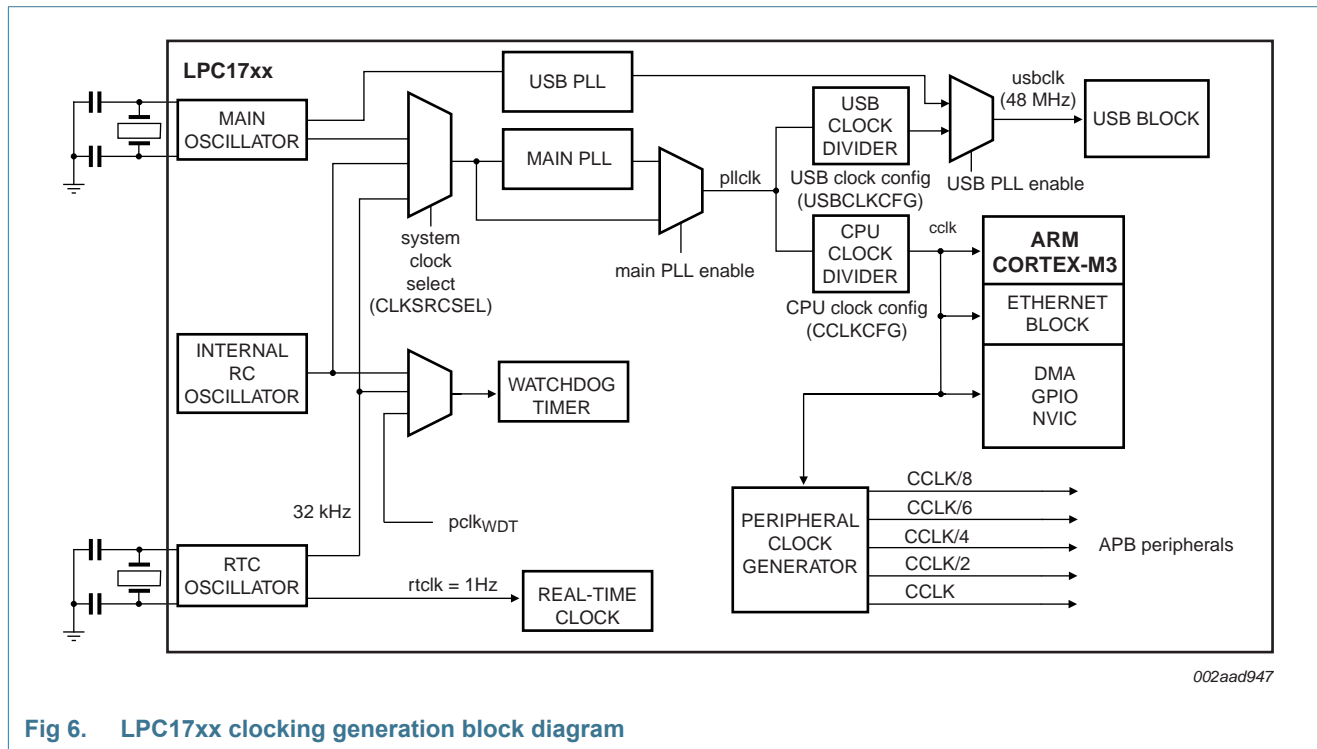 LPC17xx
MAIN
OSCILLATOR
USB PLL
MAIN PLL
system
clock
select
(CLKSRCSEL)
main PLL enable
pllclk
USB
CLOCK
DIVIDER
USB clock config
(USBCLKCFG)
usbclk
(48 MHz)
USB BLOCK
USB PLL enable
CPU
CLOCK
DIVIDER
CPU clock config
(CCLKCFG)
cclk
ARM
CORTEX-M3
ETHERNET
BLOCK
DMA
GPIO
NVIC
INTERNAL
RC
OSCILLATOR
WATCHDOG
TIMER
pclkWDT
32 kHz
RTC
OSCILLATOR
rtclk = 1Hz
REAL-TIME
CLOCK
PERIPHERAL
CLOCK
GENERATOR
CCLK/8
CCLK/6
CCLK/4
CCLK/2
CCLK
APB peripherals
002aad947
Fig 6. LPC17xx clocking generation block diagram